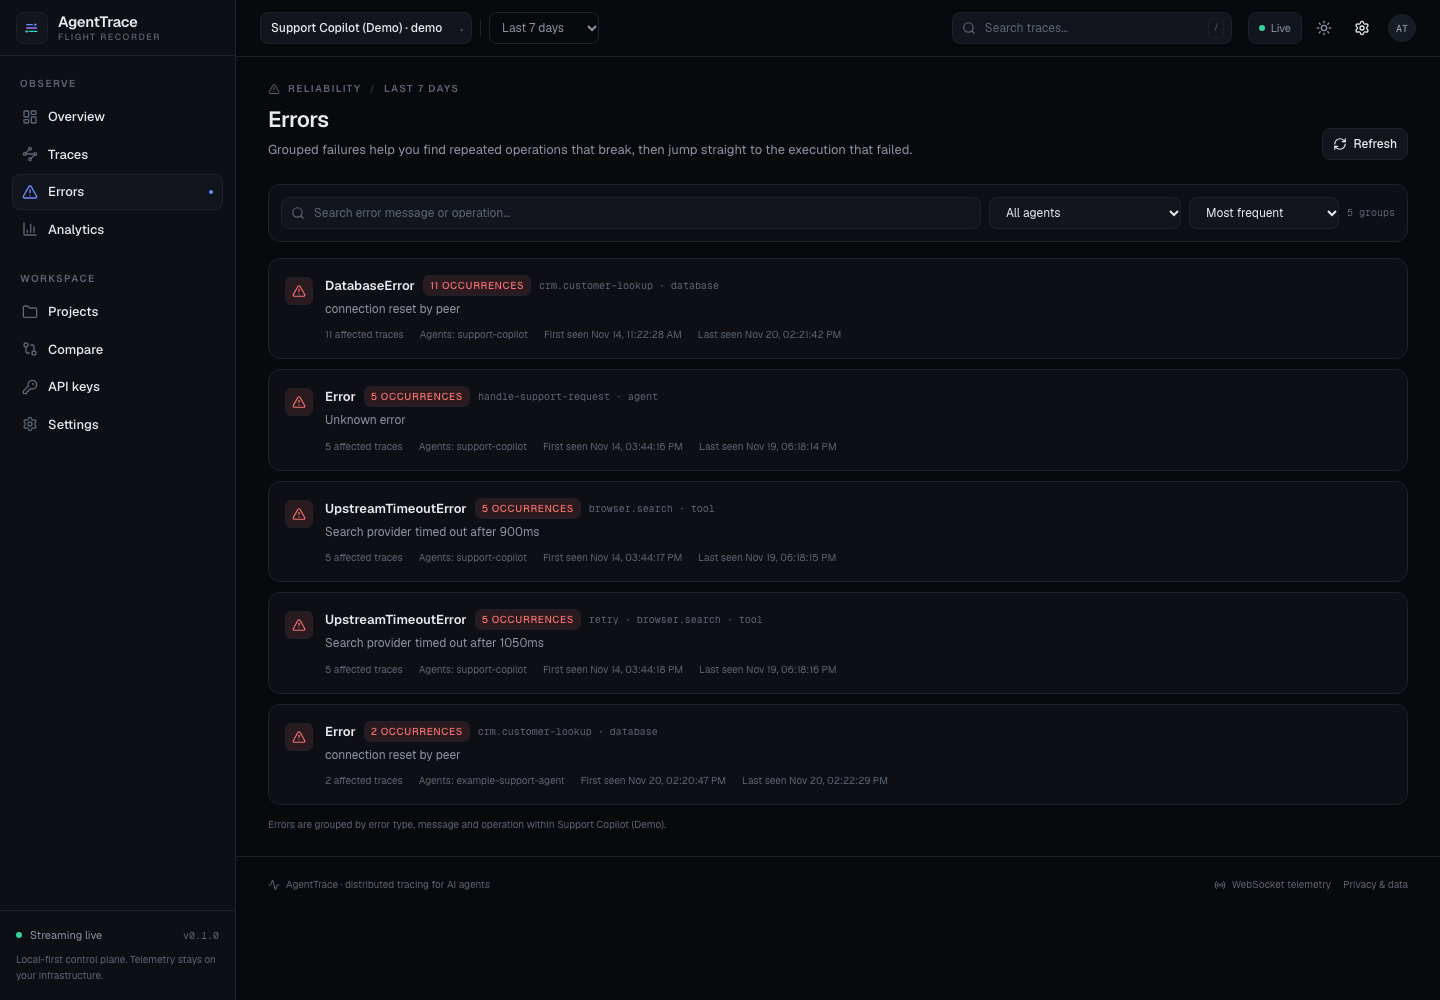 AgentTrace
FLIGHT RECORDER
OBSERVE
Overview
Traces
Errors
Analytics
WORKSPACE
Projects
Compare
API keys
Settings
Streaming live v0.1.0
Local-first control plane. Telemetry stays on
your infrastructure.
Support Copilot (Demo) · demo
Last 7 days
Search traces...
/
Live
AT
RELIABILITY / LAST 7 DAYS
Errors
Grouped failures help you find repeated operations that break, then jump straight to the execution that failed.
Refresh
Search error message or operation...
All agents
Most frequent
5 groups
DatabaseError 11 OCCURRENCES crm.customer-lookup · database
connection reset by peer
11 affected traces Agents: support-copilot First seen Nov 14, 11:22:28 AM Last seen Nov 20, 02:21:42 PM
Error 5 OCCURRENCES handle-support-request · agent
Unknown error
5 affected traces Agents: support-copilot First seen Nov 14, 03:44:16 PM Last seen Nov 19, 06:18:14 PM
UpstreamTimeoutError 5 OCCURRENCES browser.search · tool
Search provider timed out after 900ms
5 affected traces Agents: support-copilot First seen Nov 14, 03:44:17 PM Last seen Nov 19, 06:18:15 PM
UpstreamTimeoutError 5 OCCURRENCES retry · browser.search · tool
Search provider timed out after 1050ms
5 affected traces Agents: support-copilot First seen Nov 14, 03:44:18 PM Last seen Nov 19, 06:18:16 PM
Error 2 OCCURRENCES crm.customer-lookup · database
connection reset by peer
2 affected traces Agents: example-support-agent First seen Nov 20, 02:20:47 PM Last seen Nov 20, 02:22:29 PM
Errors are grouped by error type, message and operation within Support Copilot (Demo).
AgentTrace · distributed tracing for AI agents
WebSocket telemetry Privacy & data